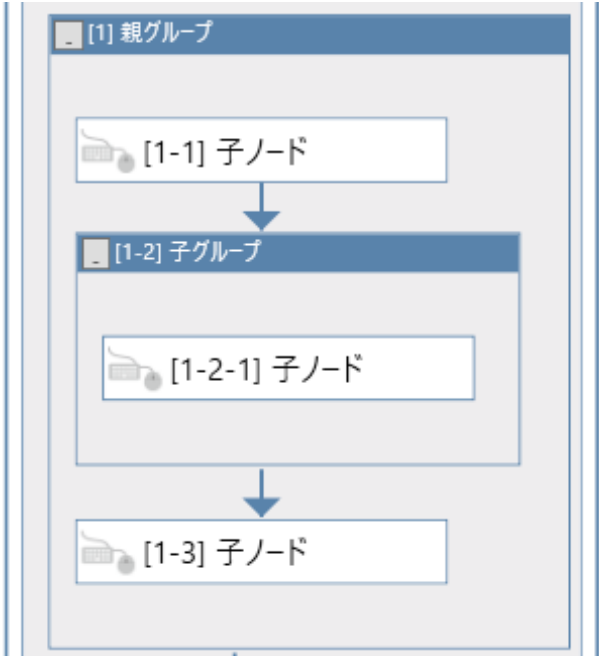 [1] 親グループ
[1-1] 子ノード
[1-2] 子グループ
[1-2-1] 子ノード
[1-3] 子ノード